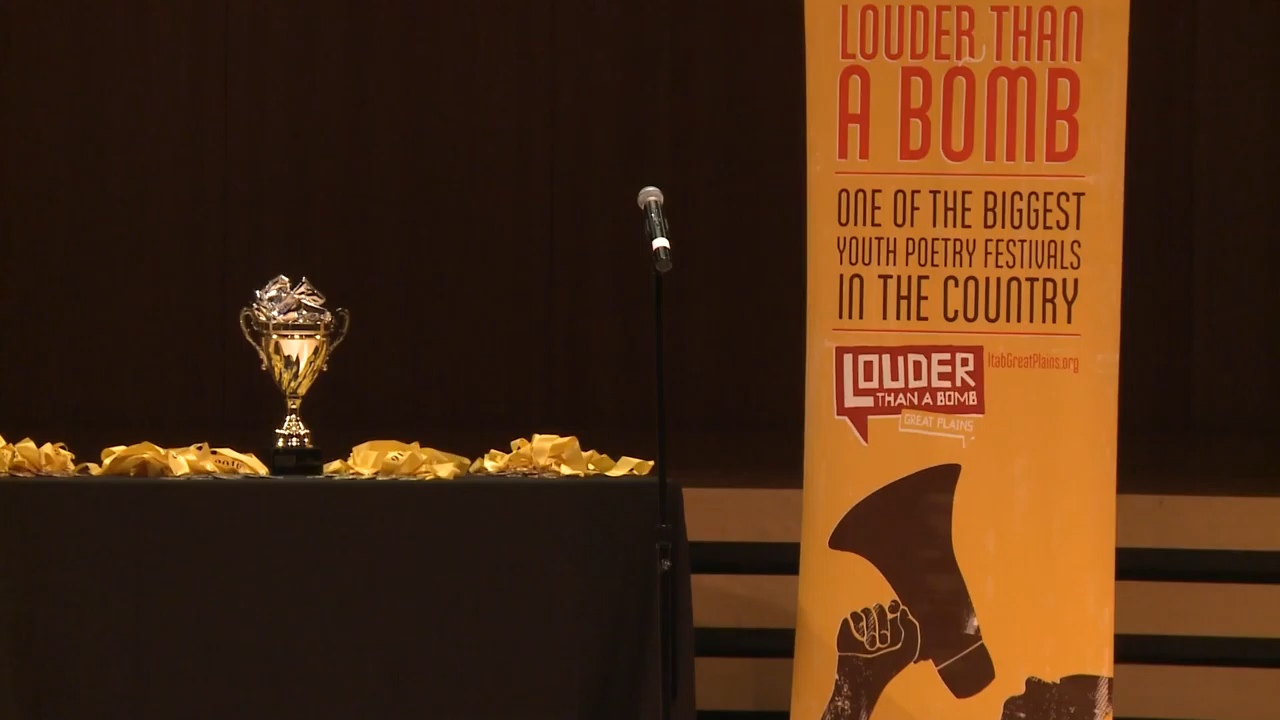 LOUDER THAN
A BOMB
ONE OF THE BIGGEST
YOUTH POETRY FESTIVALS
IN THE COUNTRY
LOUDER
THAN A BOMB
GREAT PLAINS
ltabGreatPlains.org